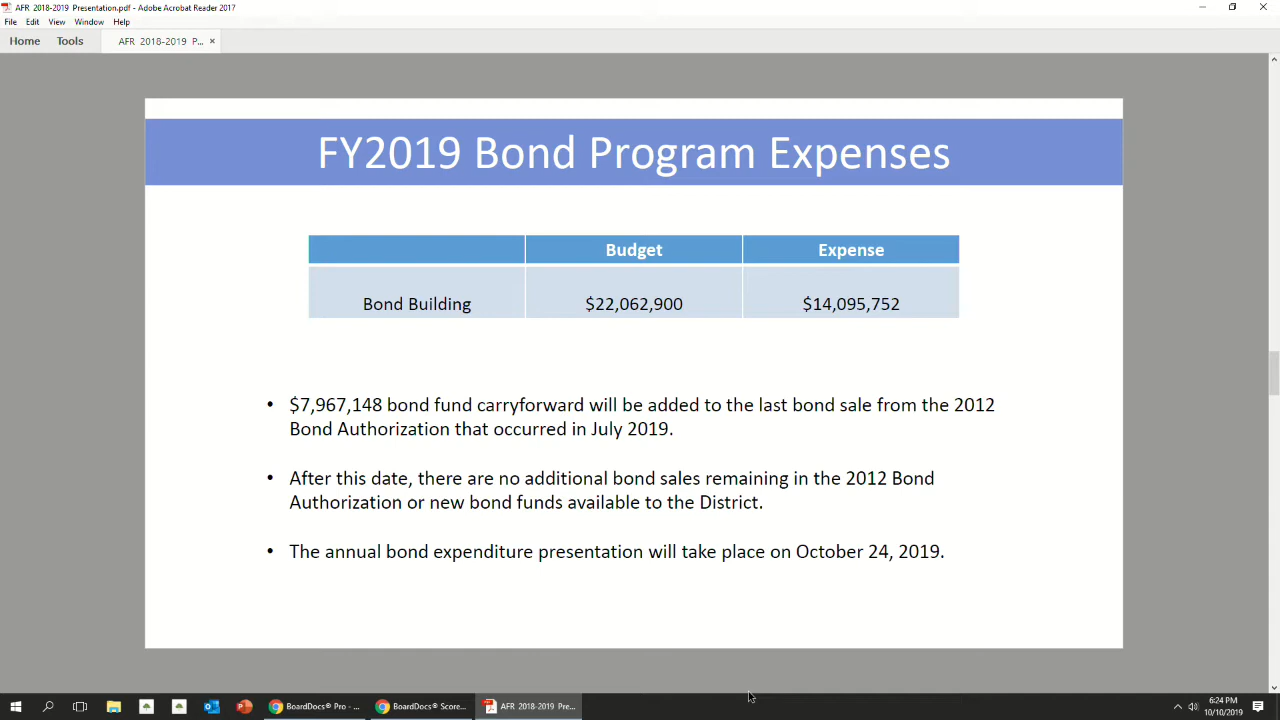 AFR 2018-2019 Presentation.pdf - Adobe Acrobat Reader 2017
File Edit View Window Help
Home Tools AFR 2018-2019 P... ×
FY2019 Bond Program Expenses
Budget Expense
Bond Building $22,062,900 $14,095,752
• $7,967,148 bond fund carryforward will be added to the last bond sale from the 2012
Bond Authorization that occurred in July 2019.
• After this date, there are no additional bond sales remaining in the 2012 Bond
Authorization or new bond funds available to the District.
• The annual bond expenditure presentation will take place on October 24, 2019.
BoardDocs® Pro - ... BoardDocs® Score... AFR 2018-2019 Pre... 6:24 PM
10/10/2019